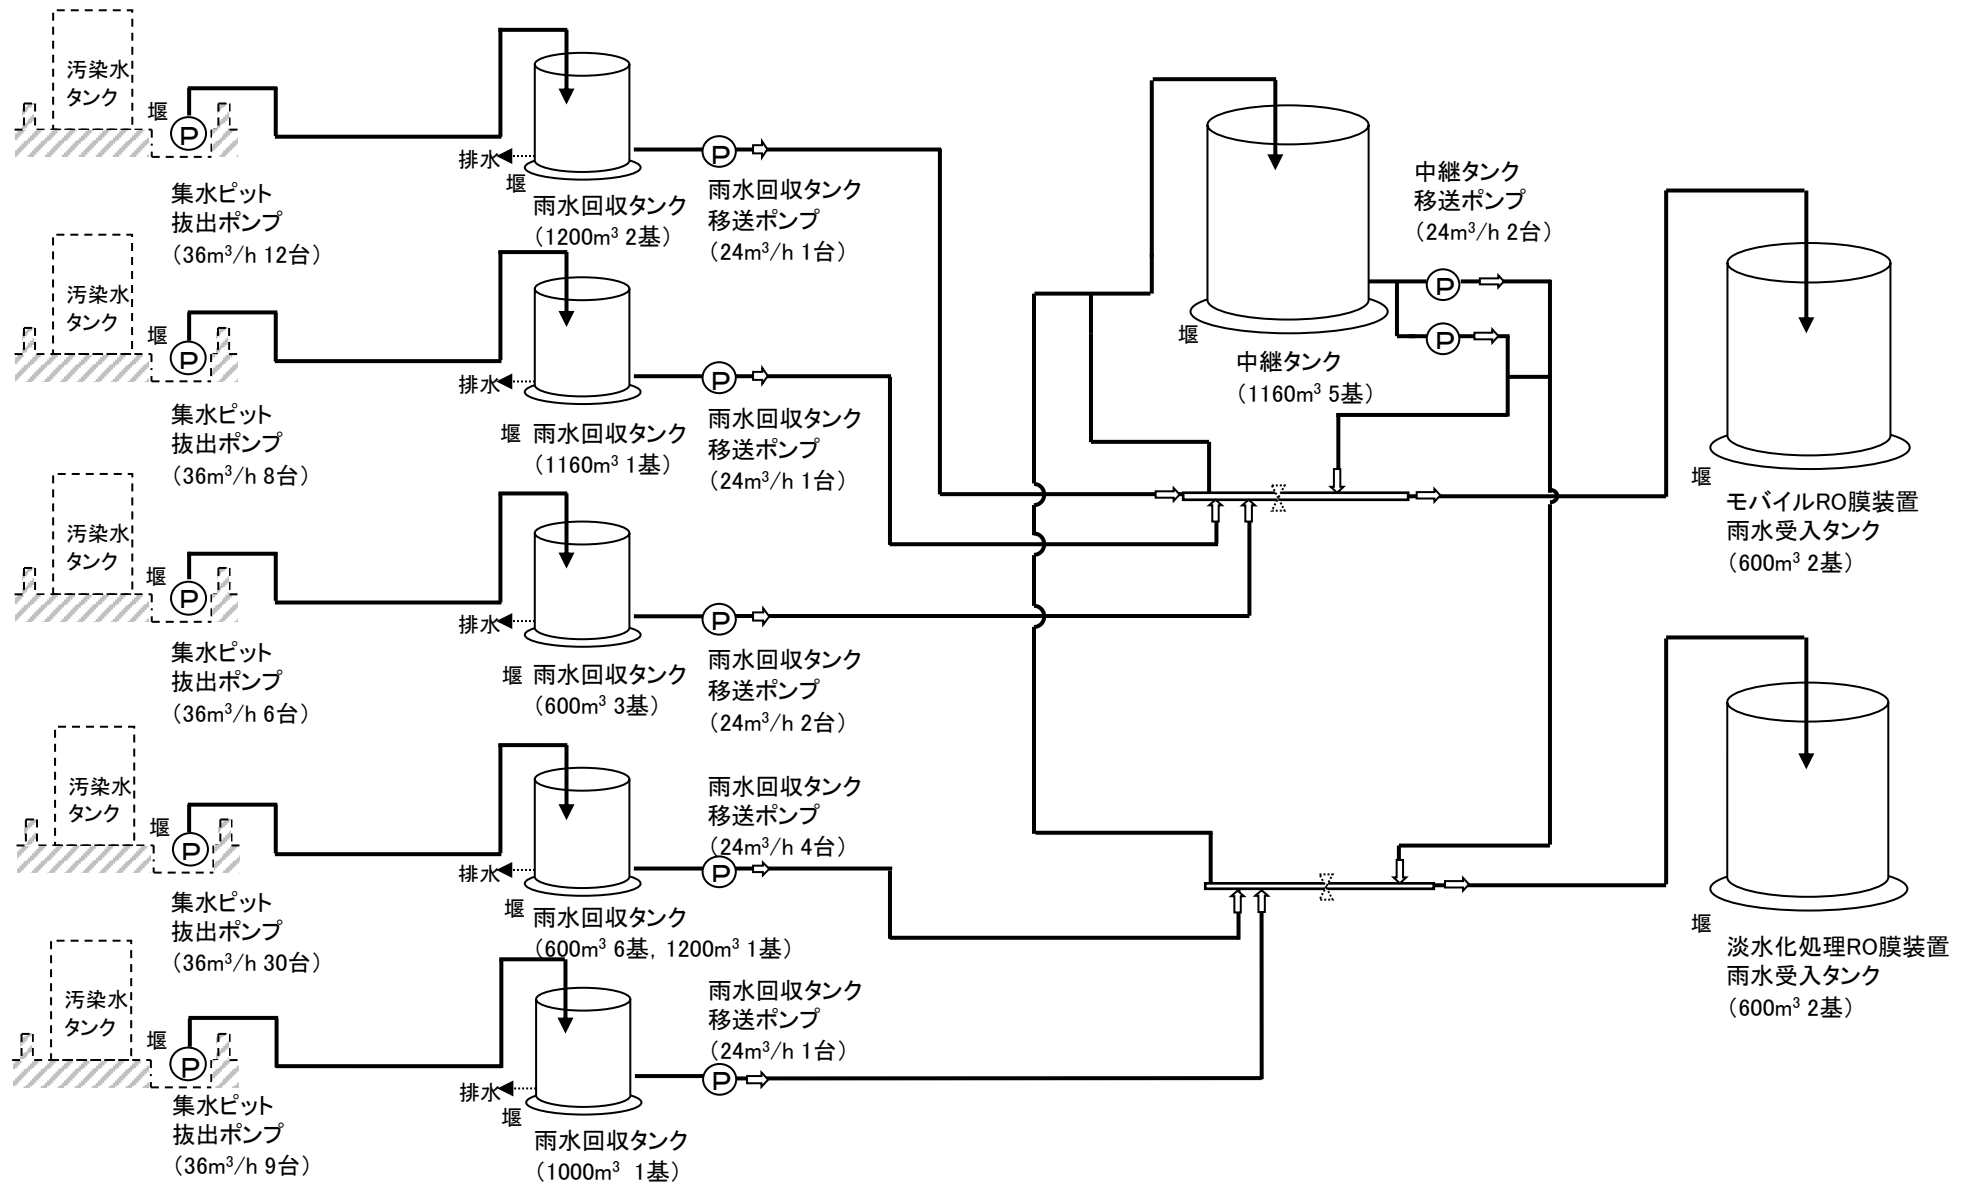 汚染水
タンク
堰
P
集水ピット
抜出ポンプ
（36m³/h 12台）
排水
堰
雨水回収タンク
（1200m³ 2基）
P
雨水回収タンク
移送ポンプ
（24m³/h 1台）
汚染水
タンク
堰
P
集水ピット
抜出ポンプ
（36m³/h 8台）
排水
堰
雨水回収タンク
（1160m³ 1基）
P
雨水回収タンク
移送ポンプ
（24m³/h 1台）
汚染水
タンク
堰
P
集水ピット
抜出ポンプ
（36m³/h 6台）
排水
堰
雨水回収タンク
（600m³ 3基）
P
雨水回収タンク
移送ポンプ
（24m³/h 2台）
汚染水
タンク
堰
P
集水ピット
抜出ポンプ
（36m³/h 30台）
排水
堰
雨水回収タンク
（600m³ 6基，1200m³ 1基）
雨水回収タンク
移送ポンプ
（24m³/h 4台）
P
汚染水
タンク
堰
P
集水ピット
抜出ポンプ
（36m³/h 9台）
排水
堰
雨水回収タンク
（1000m³ 1基）
雨水回収タンク
移送ポンプ
（24m³/h 1台）
P
堰
中継タンク
（1160m³ 5基）
中継タンク
移送ポンプ
（24m³/h 2台）
P
P
堰
モバイルRO膜装置
雨水受入タンク
（600m³ 2基）
堰
淡水化処理RO膜装置
雨水受入タンク
（600m³ 2基）